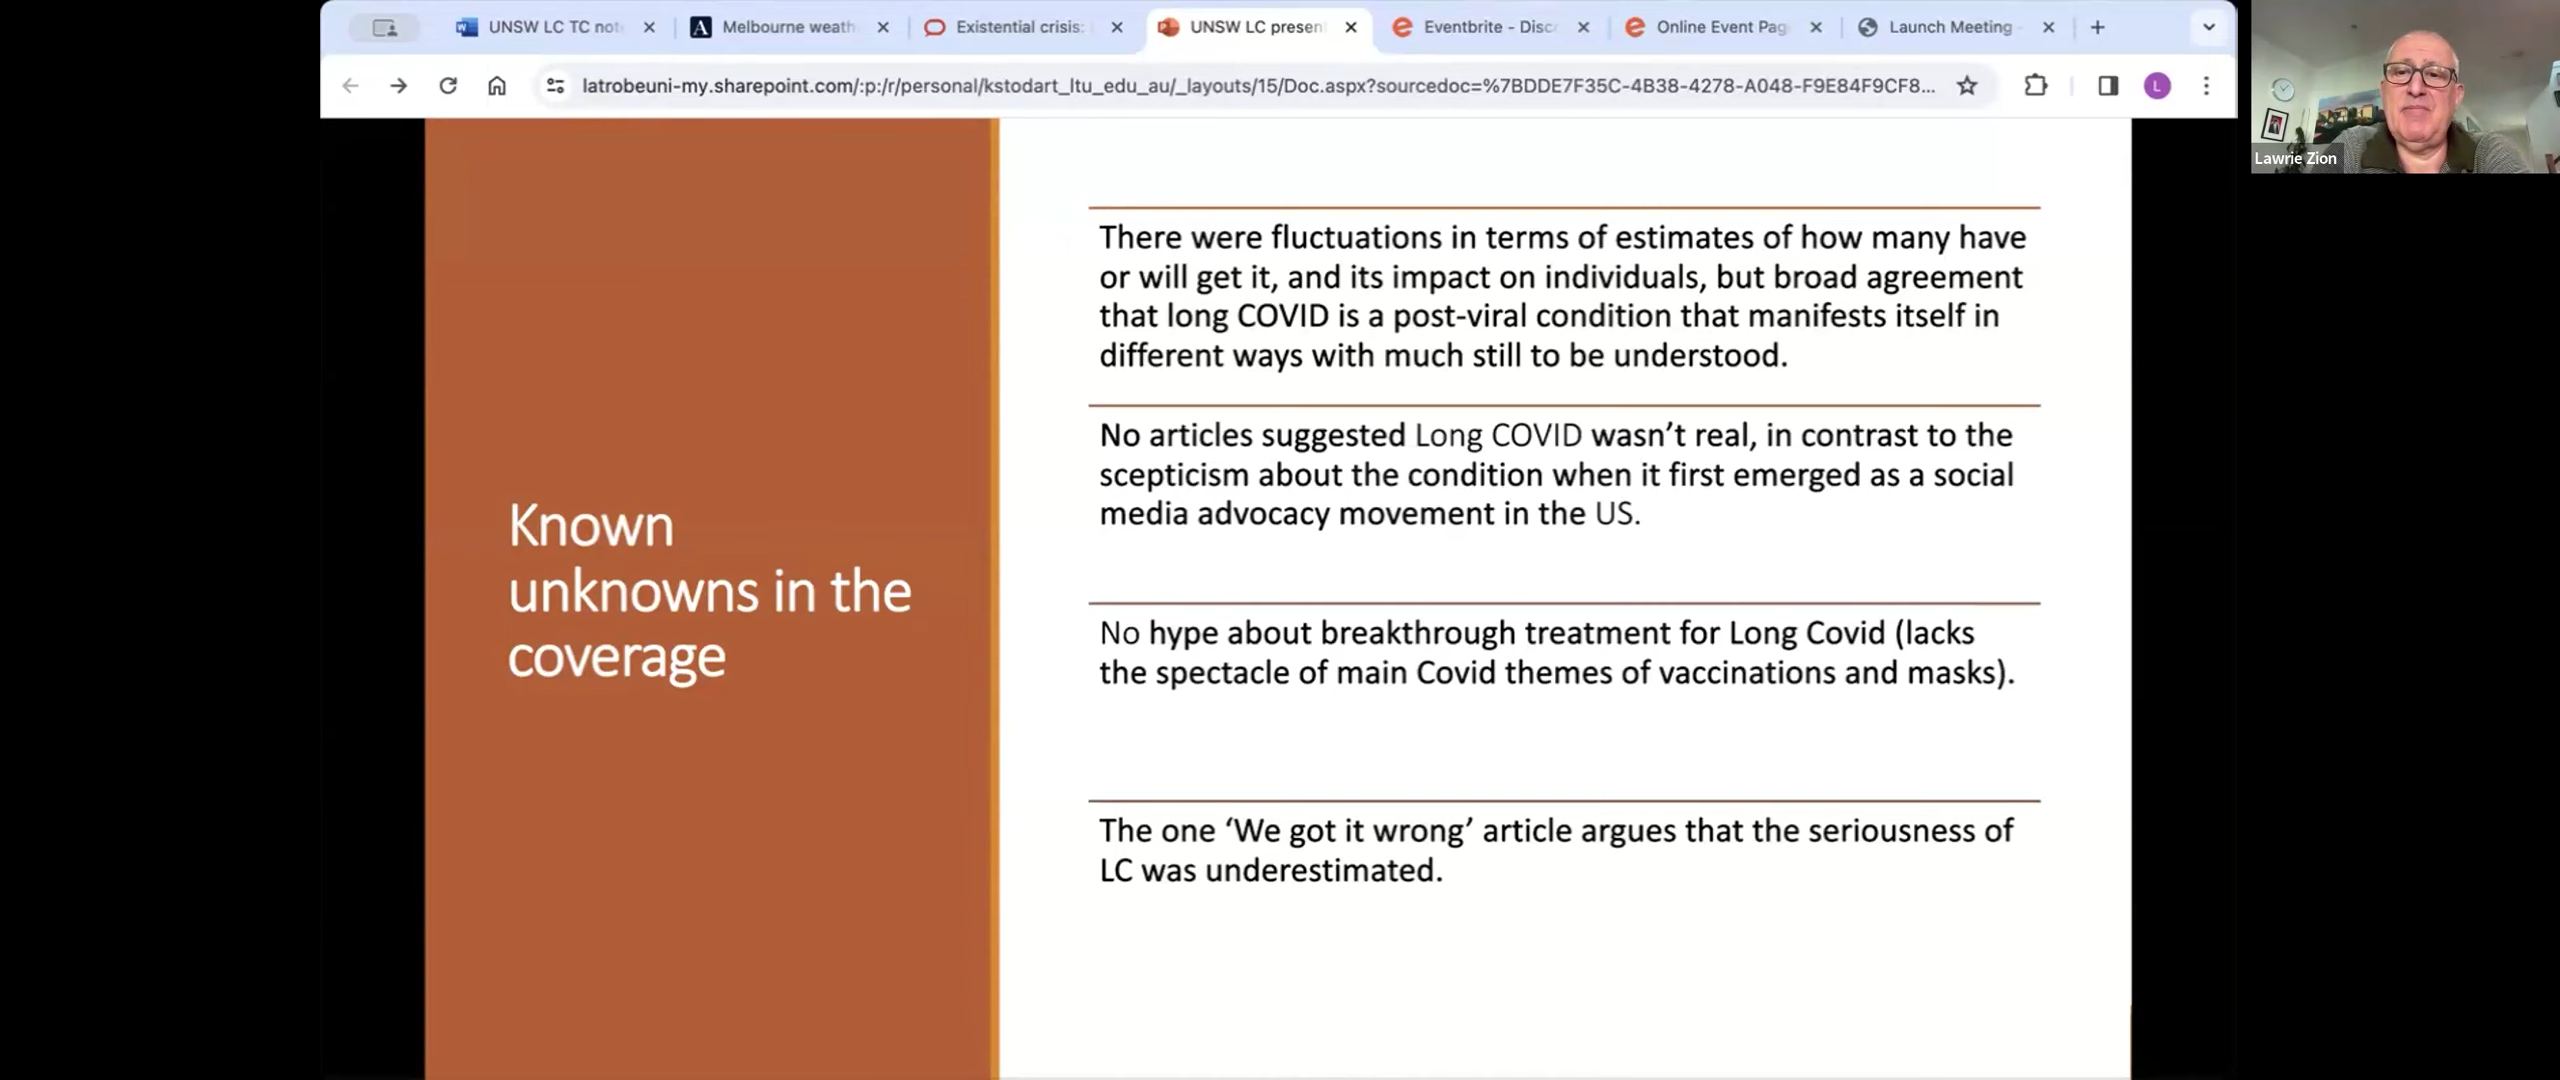 UNSW LC TC not
Melbourne weath
Existential crisis:
UNSW LC presen
Eventbrite - Disc
Online Event Pag
Launch Meeting -
latrobeuni-my.sharepoint.com/:p:/r/personal/kstodart_ltu_edu_au/_layouts/15/Doc.aspx?sourcedoc=%7BDDE7F35C-4B38-4278-A048-F9E84F9CF8...
L
Lawrie Zion
Known
unknowns in the
coverage
There were fluctuations in terms of estimates of how many have
or will get it, and its impact on individuals, but broad agreement
that long COVID is a post-viral condition that manifests itself in
different ways with much still to be understood.
No articles suggested Long COVID wasn’t real, in contrast to the
scepticism about the condition when it first emerged as a social
media advocacy movement in the US.
No hype about breakthrough treatment for Long Covid (lacks
the spectacle of main Covid themes of vaccinations and masks).
The one ‘We got it wrong’ article argues that the seriousness of
LC was underestimated.